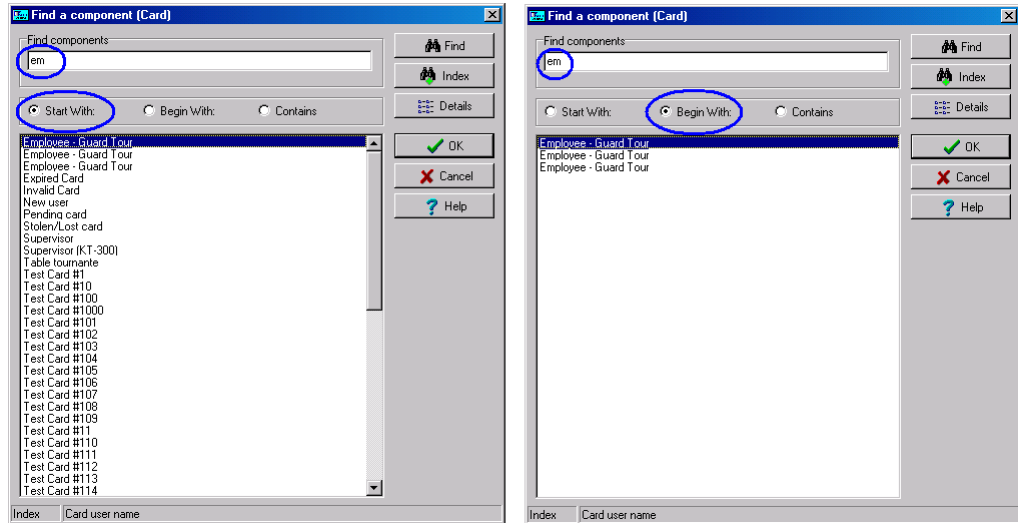 Find a component (Card)
Find components
em
Find
Index
Start With:
Begin With:
Contains
Details
Employee - Guard Tour
Employee - Guard Tour
Employee - Guard Tour
Expired Card
Invalid Card
New user
Pending card
Stolen/Lost card
Supervisor
Supervisor (KT-300)
Table tournante
Test Card #1
Test Card #10
Test Card #100
Test Card #1000
Test Card #101
Test Card #102
Test Card #103
Test Card #104
Test Card #105
Test Card #106
Test Card #107
Test Card #108
Test Card #109
Test Card #11
Test Card #110
Test Card #111
Test Card #112
Test Card #113
Test Card #114
OK
Cancel
Help
Index
Card user name
Find a component (Card)
Find components
em
Find
Index
Start With:
Begin With:
Contains
Details
Employee - Guard Tour
Employee - Guard Tour
Employee - Guard Tour
OK
Cancel
Help
Index
Card user name